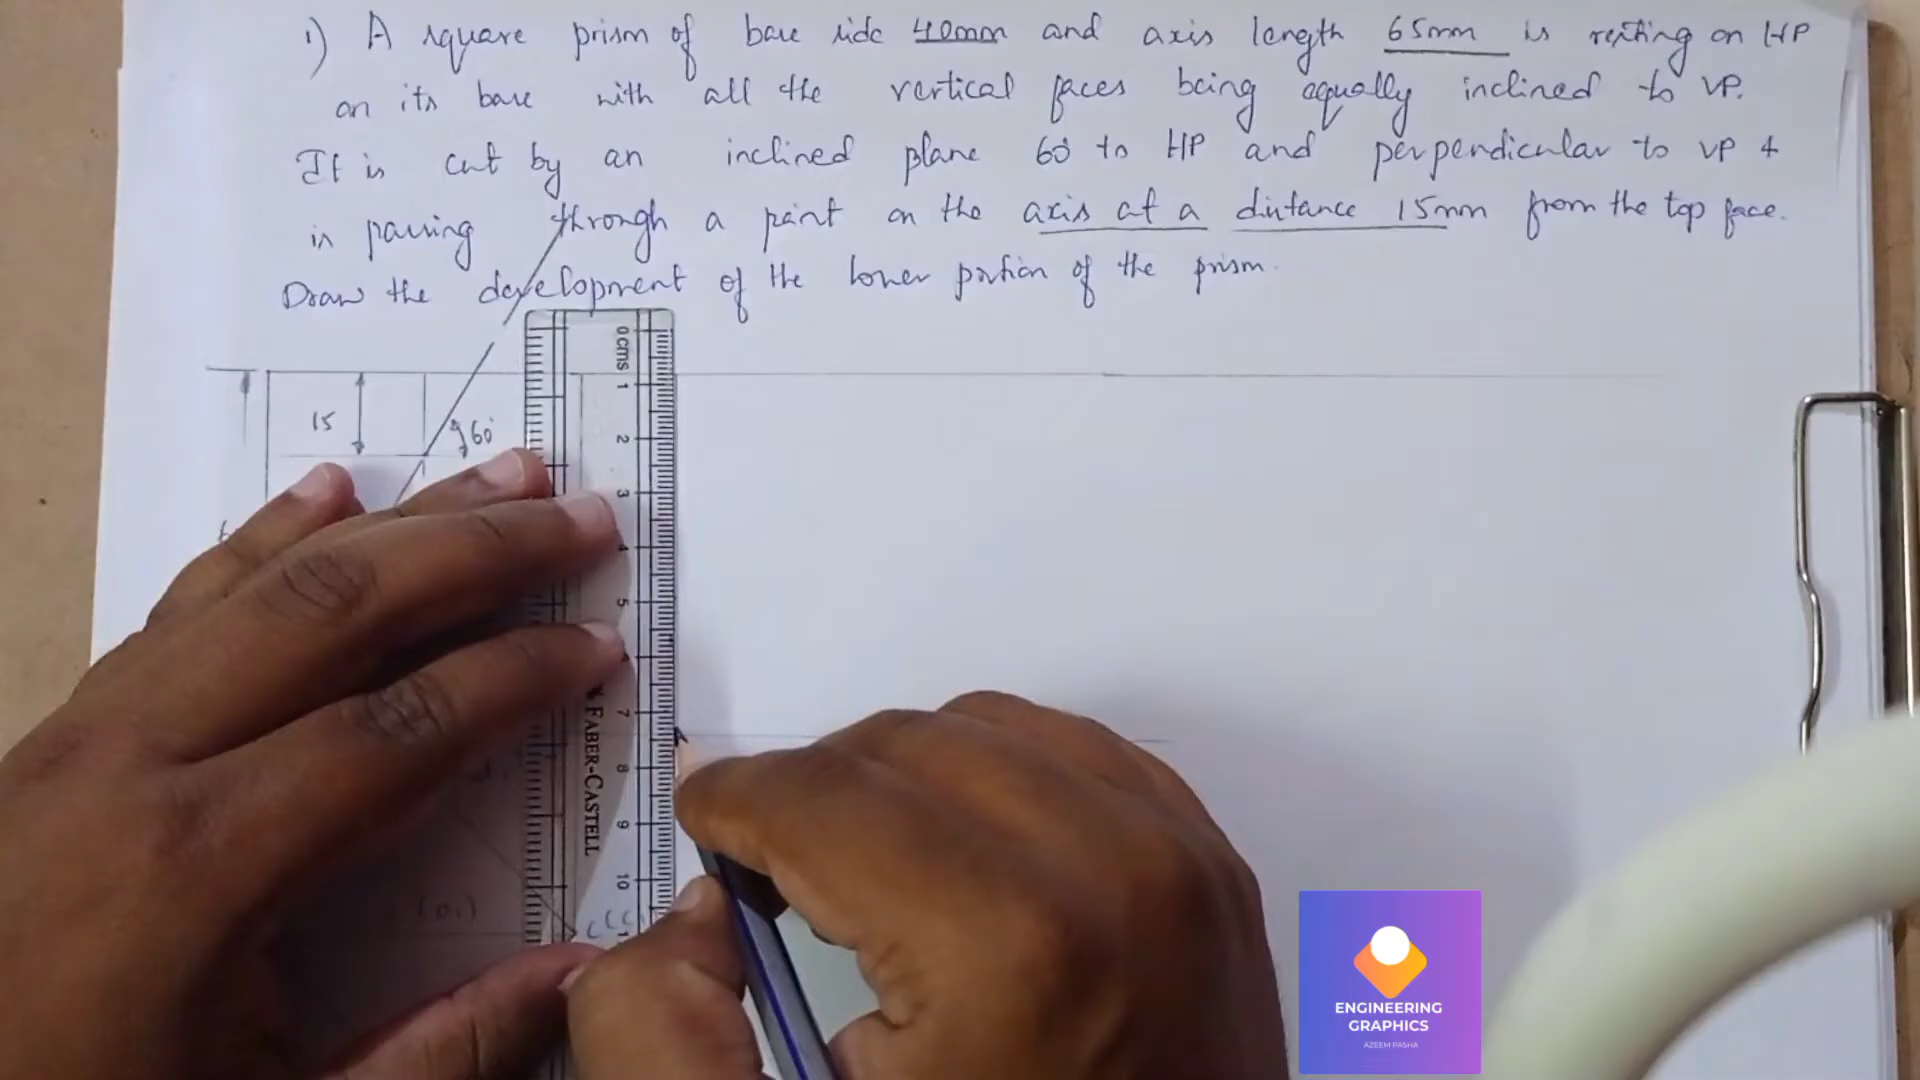 1) A square prism of base side 40mm and axis length 65mm is resting on HP
on its base with all the vertical faces being equally inclined to VP.
It is cut by an inclined plane 60° to HP and perpendicular to VP &
is passing through a point on the axis at a distance 15mm from the top face.
Draw the development of the lower portion of the prism.
0 cms 1 2 3 4 5 7 8 9 10
15
60°
FABER-CASTELL
(o1)
ENGINEERING
GRAPHICS
AZEEM PASHA